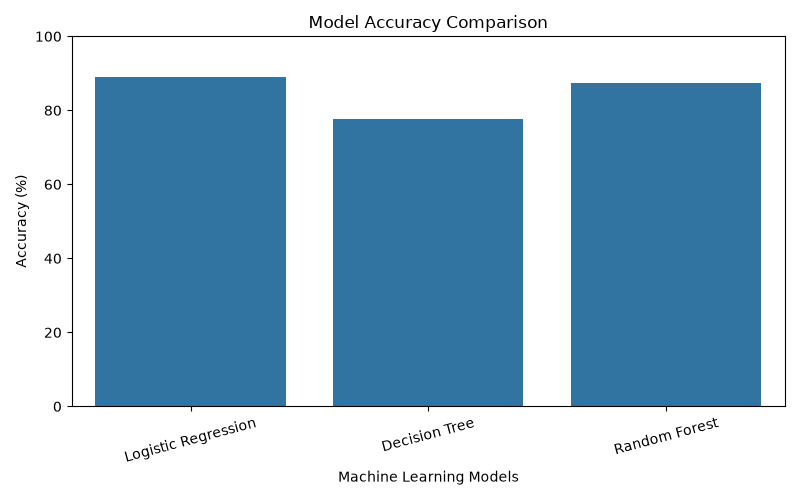 Model Accuracy Comparison
100
80
60
40
20
0
Accuracy (%)
Logistic Regression
Decision Tree
Random Forest
Machine Learning Models